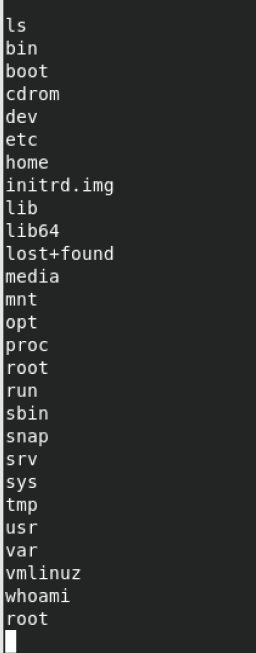 ls
bin
boot
cdrom
dev
etc
home
initrd.img
lib
lib64
lost+found
media
mnt
opt
proc
root
run
sbin
snap
srv
sys
tmp
usr
var
vmlinuz
whoami
root